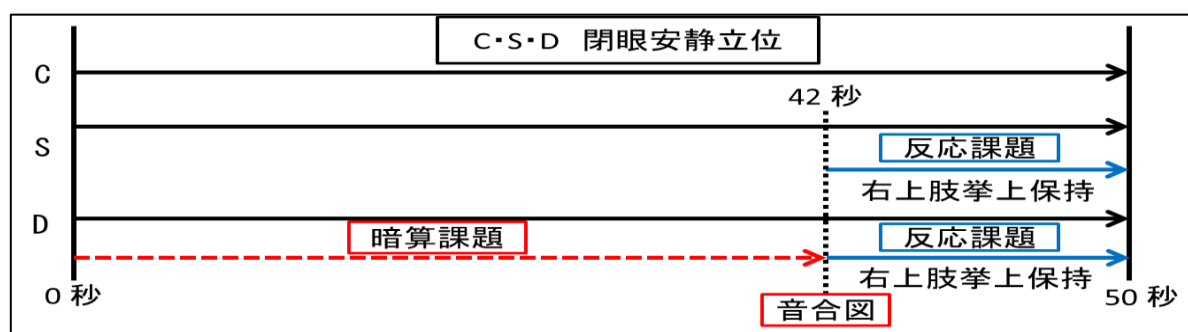 C・S・D 閉眼安静立位
C
42 秒
S
反応課題
右上肢挙上保持
D
暗算課題
反応課題
右上肢挙上保持
0 秒
音合図
50 秒